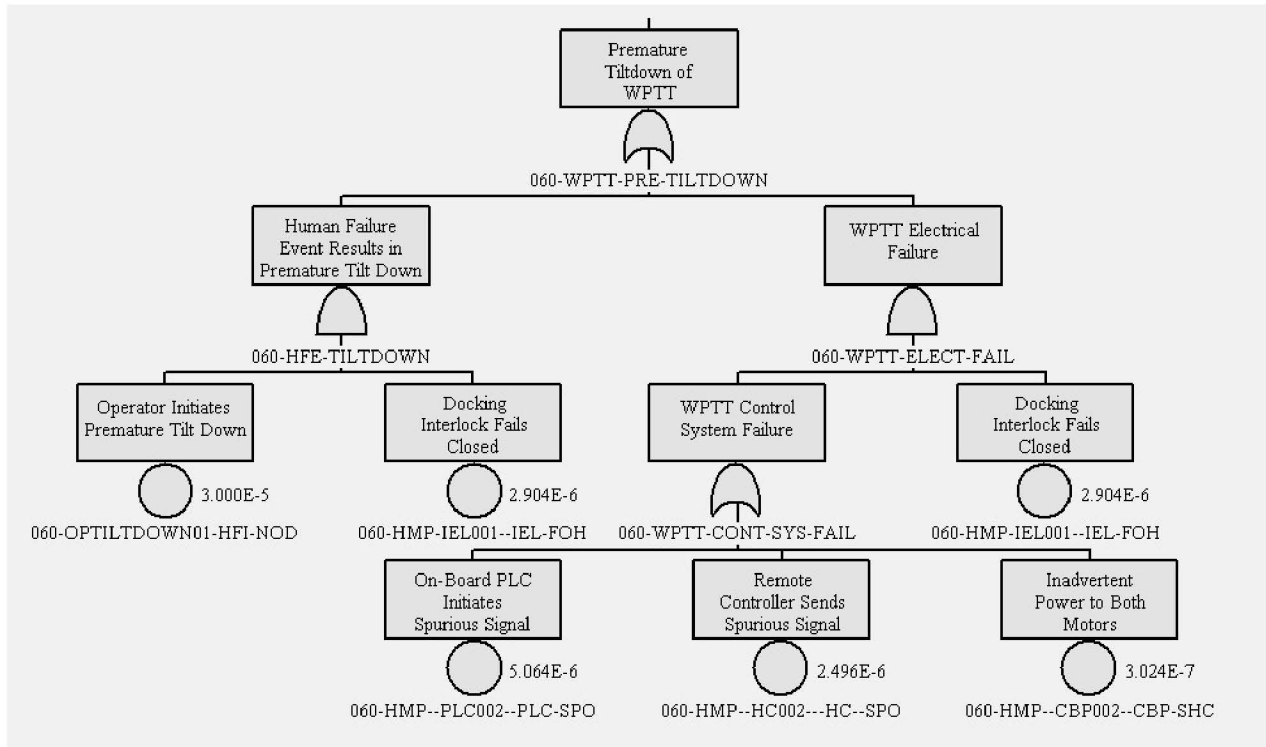 Premature
Tiltdown of
WPTT
060-WPTT-PRE-TILTDOWN
Human Failure
Event Results in
Premature Tilt Down
060-HFE-TILTDOWN
WPTT Electrical
Failure
060-WPTT-ELECT-FAIL
Operator Initiates
Premature Tilt Down
3.000E-5
060-OPTILTDOWN01-HFI-NOD
Docking
Interlock Fails
Closed
2.904E-6
060-HMP-IEL001--IEL-FOH
WPTT Control
System Failure
060-WPTT-CONT-SYS-FAIL
Docking
Interlock Fails
Closed
2.904E-6
060-HMP-IEL001--IEL-FOH
On-Board PLC
Initiates
Spurious Signal
5.064E-6
060-HMP--PLC002--PLC-SPO
Remote
Controller Sends
Spurious Signal
2.496E-6
060-HMP--HC002---HC--SPO
Inadvertent
Power to Both
Motors
3.024E-7
060-HMP--CBP002--CBP-SHC